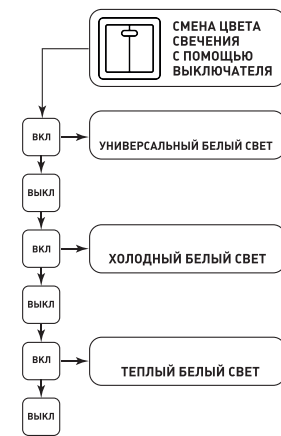 СМЕНА ЦВЕТА
СВЕЧЕНИЯ
С ПОМОЩЬЮ
ВЫКЛЮЧАТЕЛЯ
ВКЛ
УНИВЕРСАЛЬНЫЙ БЕЛЫЙ СВЕТ
ВЫКЛ
ВКЛ
ХОЛОДНЫЙ БЕЛЫЙ СВЕТ
ВЫКЛ
ВКЛ
ТЕПЛЫЙ БЕЛЫЙ СВЕТ
ВЫКЛ